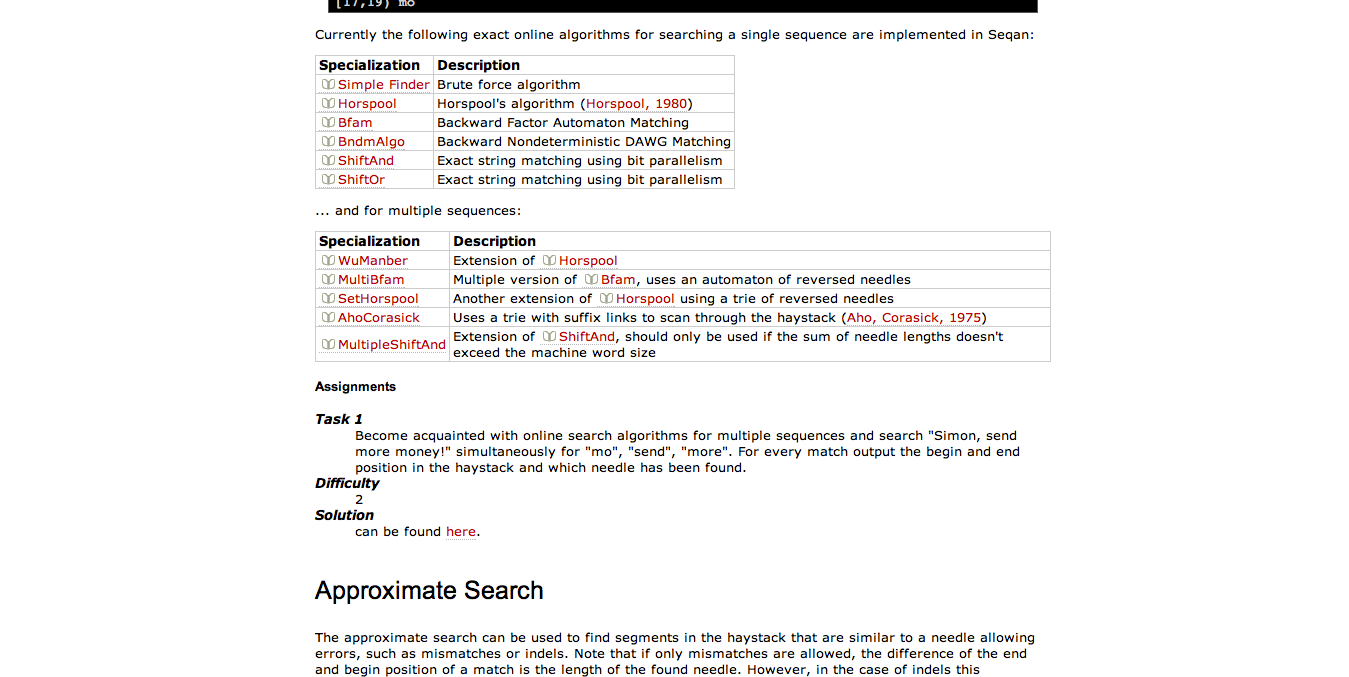 [17,19) mo
Currently the following exact online algorithms for searching a single sequence are implemented in Seqan:
Specialization Description
Simple Finder Brute force algorithm
Horspool Horspool's algorithm (Horspool, 1980)
Bfam Backward Factor Automaton Matching
BndmAlgo Backward Nondeterministic DAWG Matching
ShiftAnd Exact string matching using bit parallelism
ShiftOr Exact string matching using bit parallelism
... and for multiple sequences:
Specialization Description
WuManber Extension of Horspool
MultiBfam Multiple version of Bfam, uses an automaton of reversed needles
SetHorspool Another extension of Horspool using a trie of reversed needles
AhoCorasick Uses a trie with suffix links to scan through the haystack (Aho, Corasick, 1975)
MultipleShiftAnd Extension of ShiftAnd, should only be used if the sum of needle lengths doesn't
exceed the machine word size
Assignments
Task 1
Become acquainted with online search algorithms for multiple sequences and search "Simon, send
more money!" simultaneously for "mo", "send", "more". For every match output the begin and end
position in the haystack and which needle has been found.
Difficulty
2
Solution
can be found here.
Approximate Search
The approximate search can be used to find segments in the haystack that are similar to a needle allowing
errors, such as mismatches or indels. Note that if only mismatches are allowed, the difference of the end
and begin position of a match is the length of the found needle. However, in the case of indels this